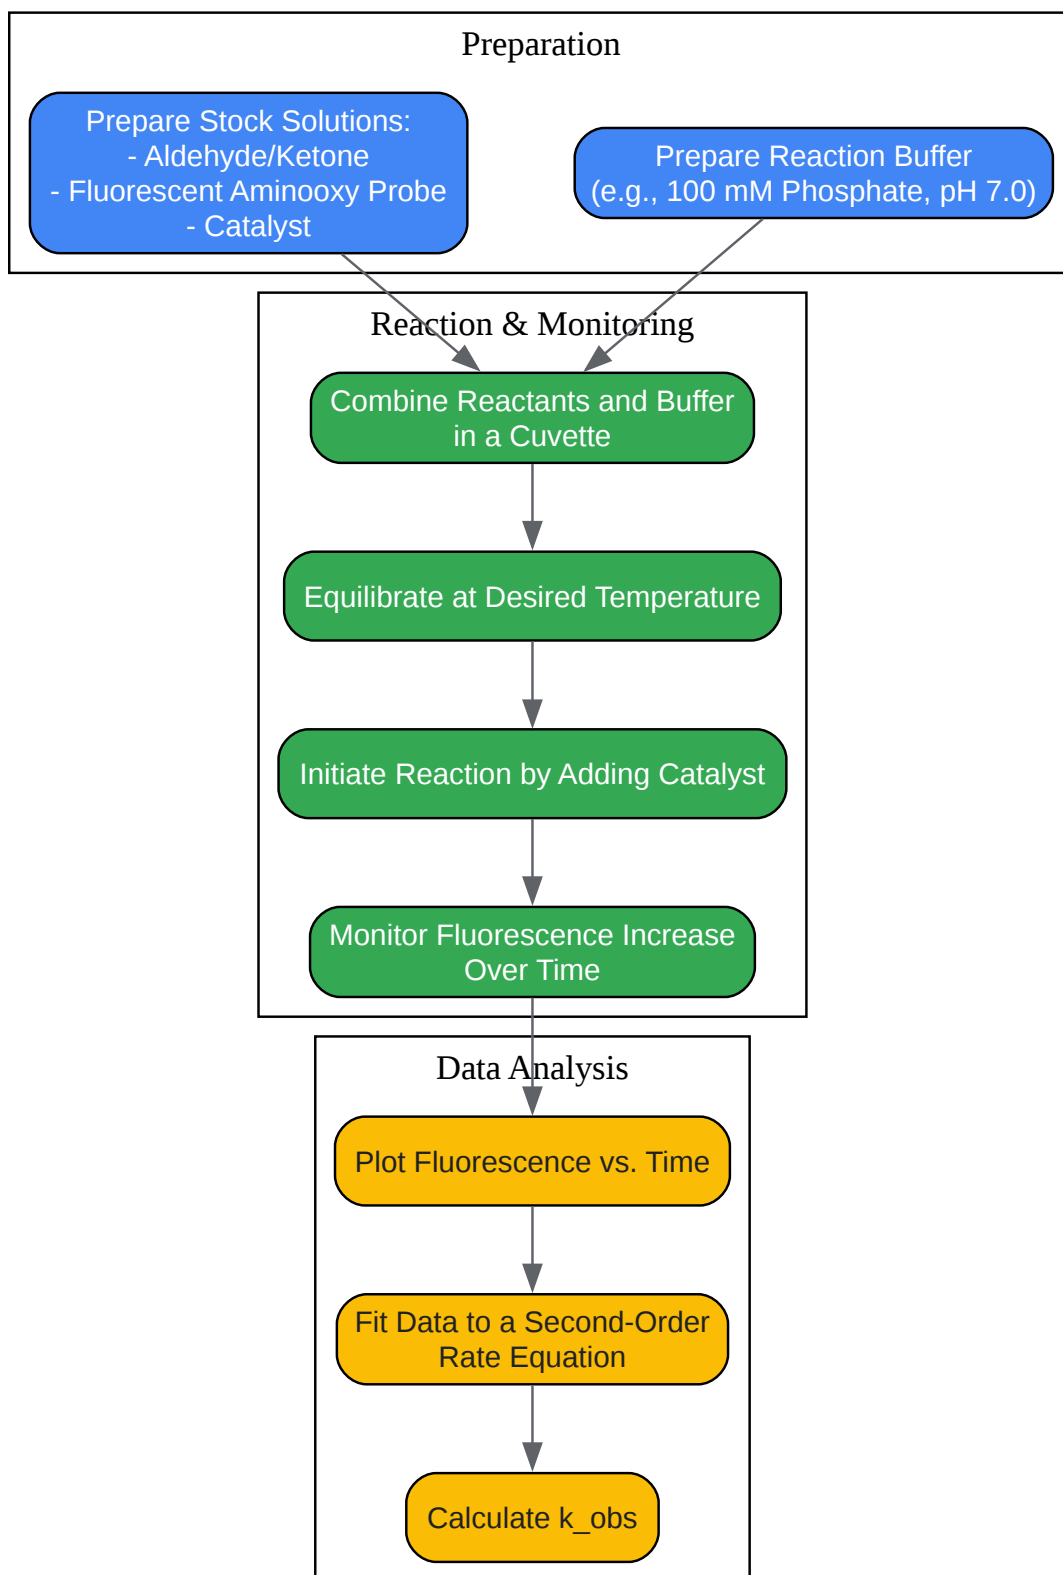 Preparation
Prepare Stock Solutions:
- Aldehyde/Ketone
- Fluorescent Aminooxy Probe
- Catalyst
Prepare Reaction Buffer
(e.g., 100 mM Phosphate, pH 7.0)
Reaction & Monitoring
Combine Reactants and Buffer
in a Cuvette
Equilibrate at Desired Temperature
Initiate Reaction by Adding Catalyst
Monitor Fluorescence Increase
Over Time
Data Analysis
Plot Fluorescence vs. Time
Fit Data to a Second-Order
Rate Equation
Calculate k_obs